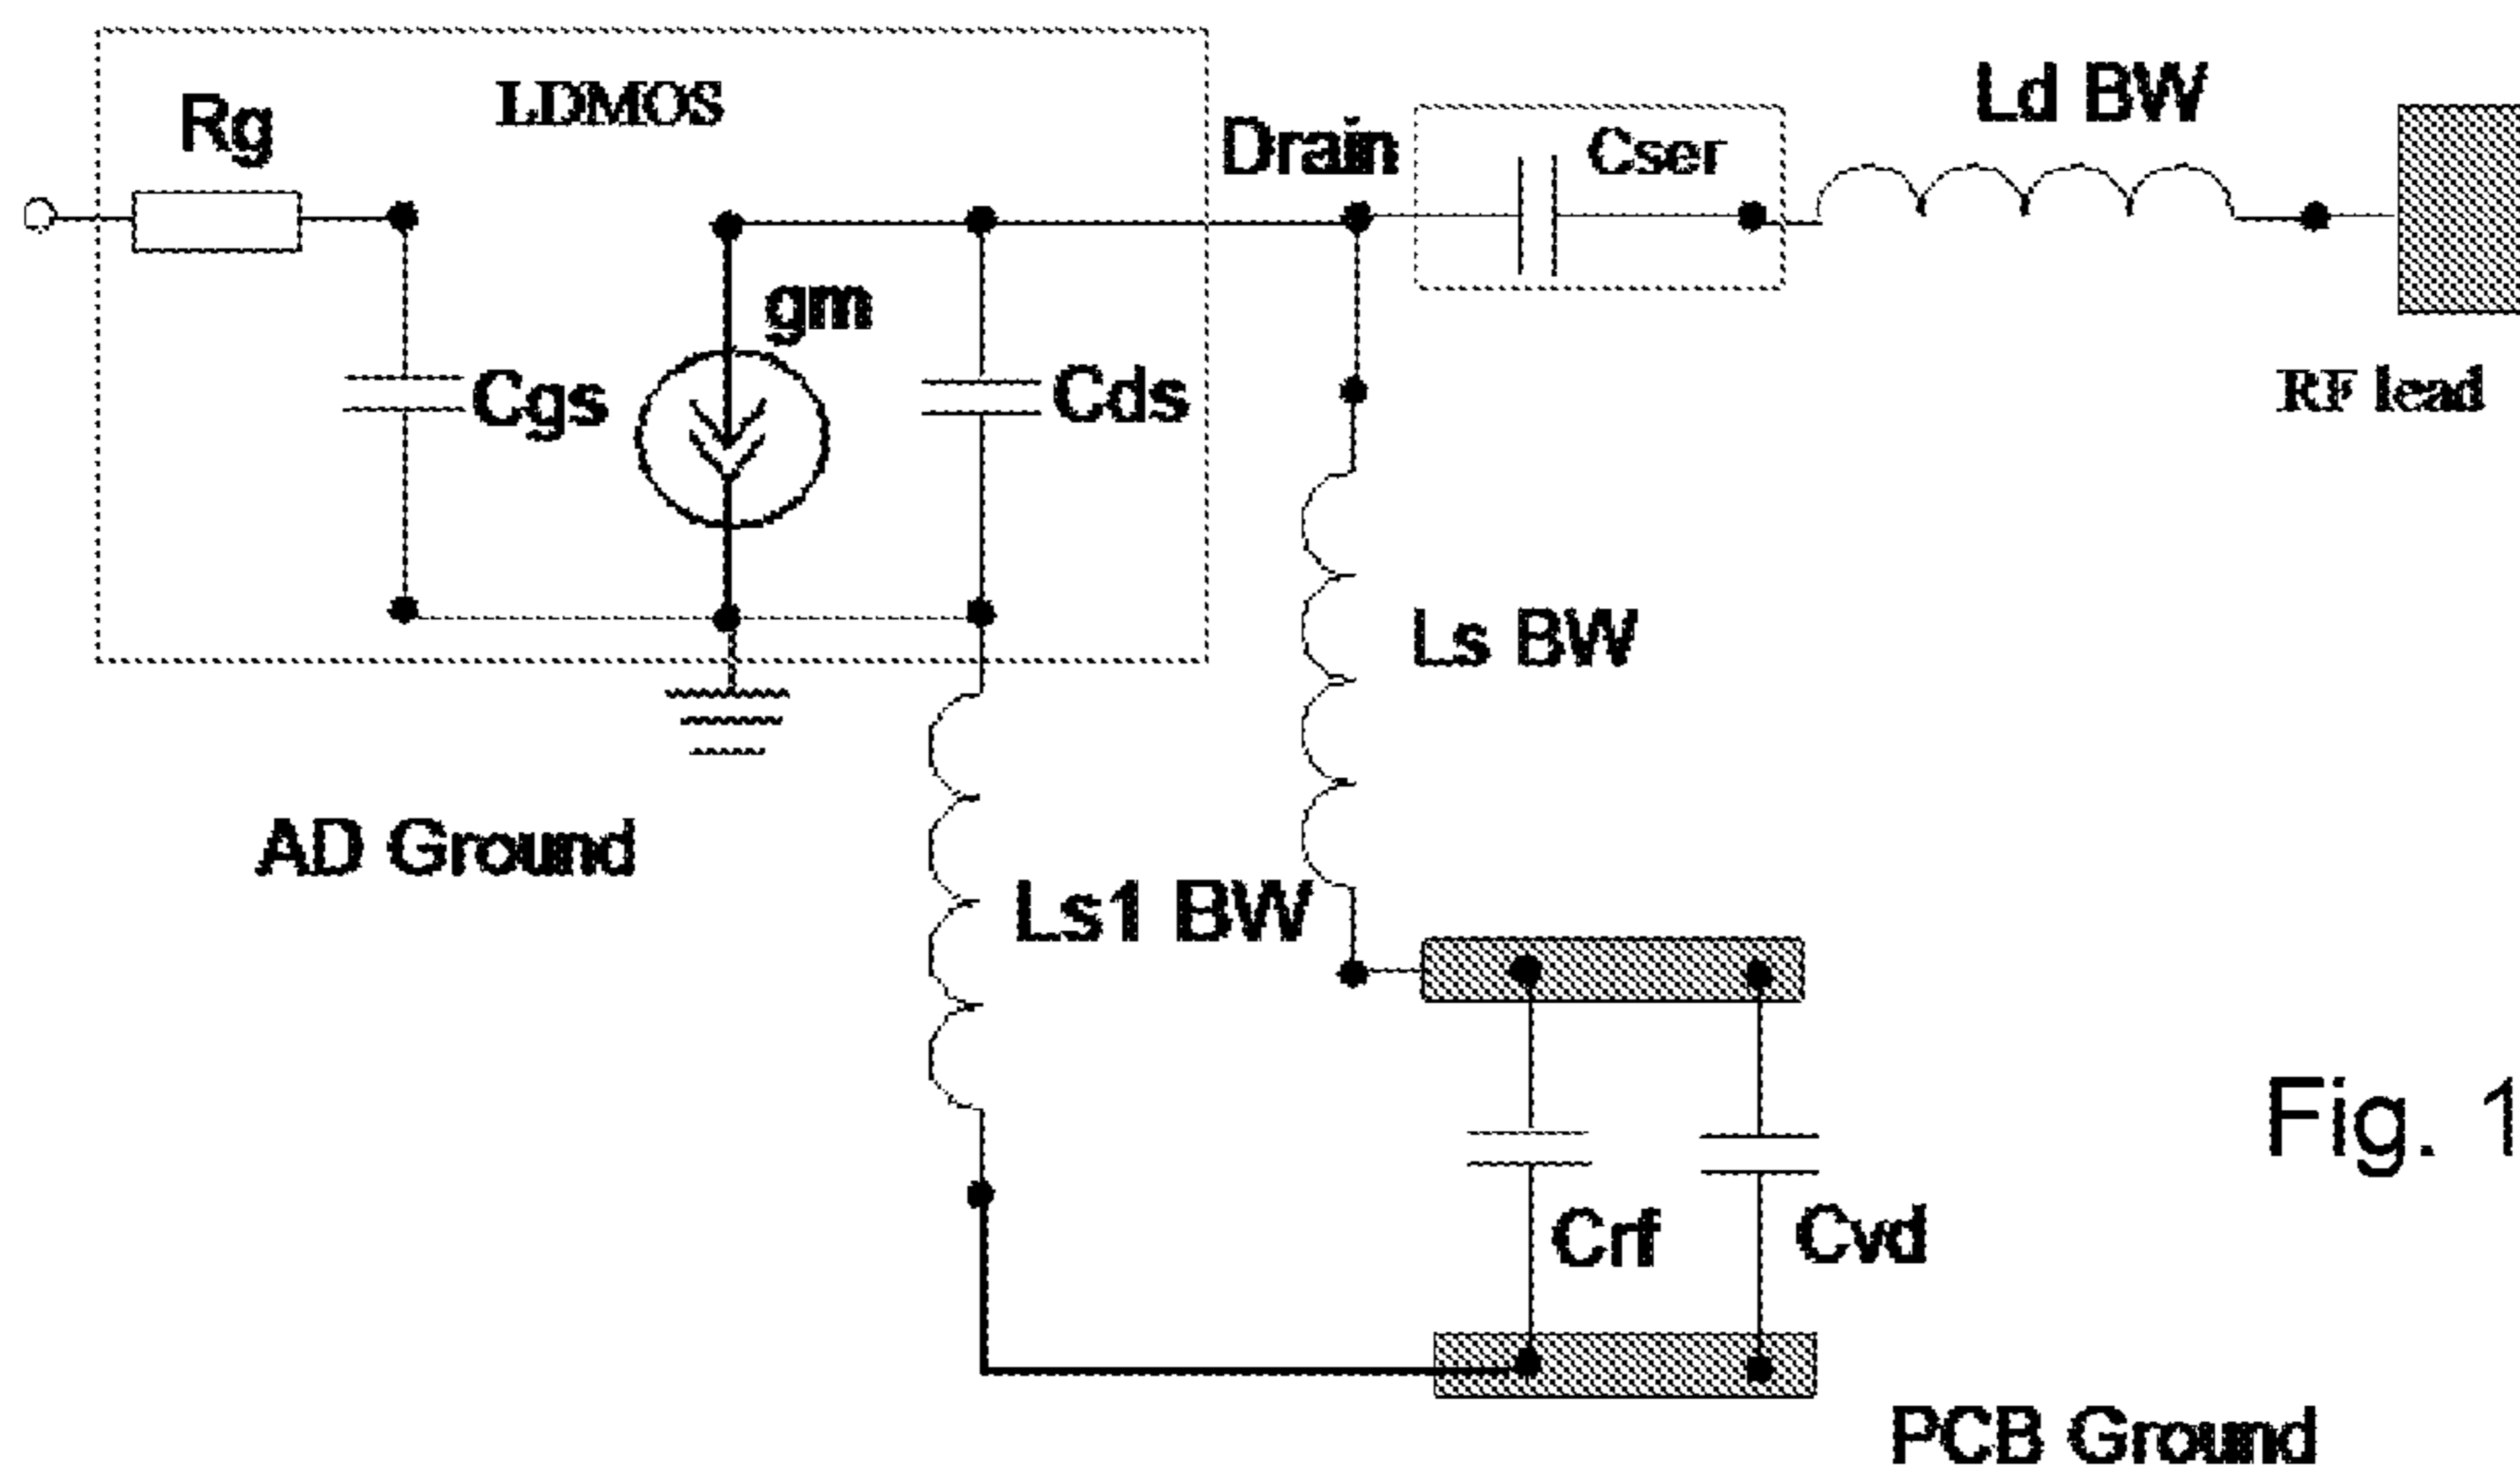 Rg
LDMOS
Drain
Cser
Ld BW
gm
Cgs
Cds
RF lead
Ls BW
AD Ground
Ls1 BW
Crf
Cvd
Fig. 1
PCB Ground